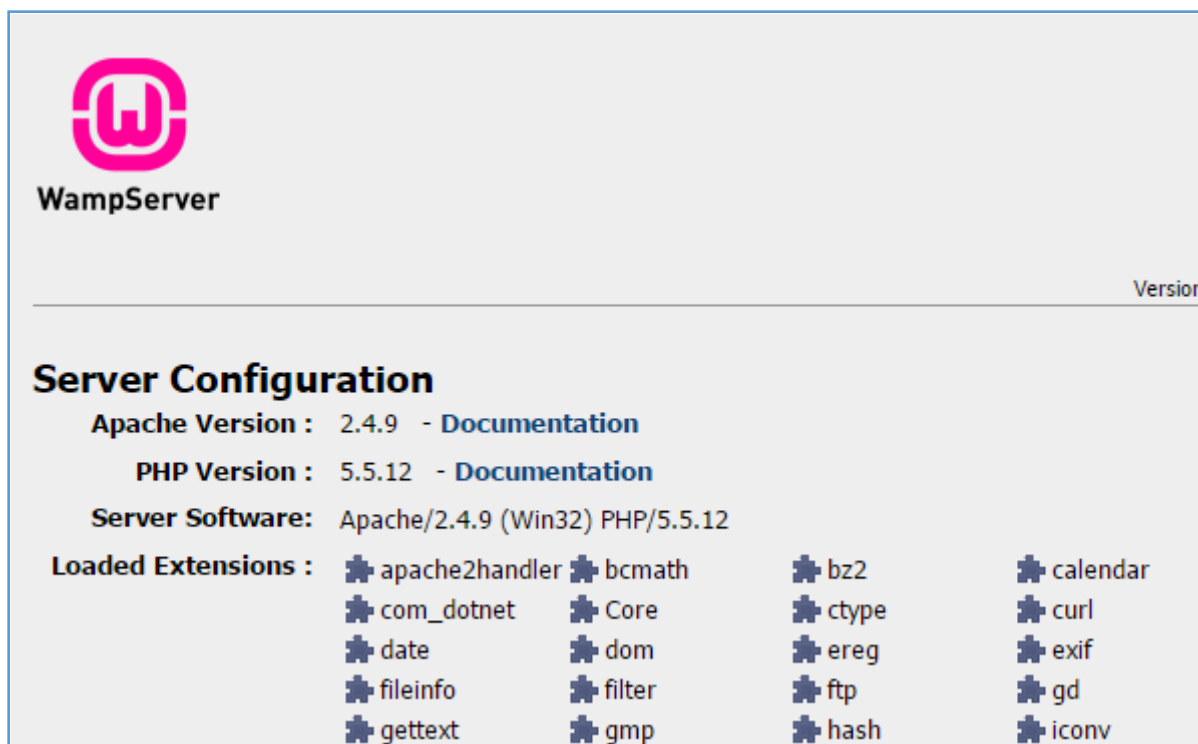 WampServer
Version
Server Configuration
Apache Version : 2.4.9 - Documentation
PHP Version : 5.5.12 - Documentation
Server Software: Apache/2.4.9 (Win32) PHP/5.5.12
Loaded Extensions : apache2handler bcmath bz2 calendar
com_dotnet Core ctype curl
date dom ereg exif
fileinfo filter ftp gd
gettext gmp hash iconv